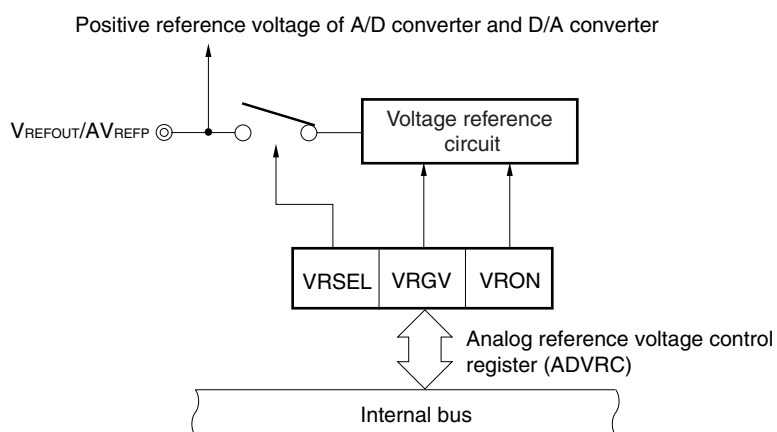 Positive reference voltage of A/D converter and D/A converter
VREFOUT/AVREFP
Voltage reference
circuit
VRSEL
VRGV
VRON
Analog reference voltage control
register (ADVRC)
Internal bus